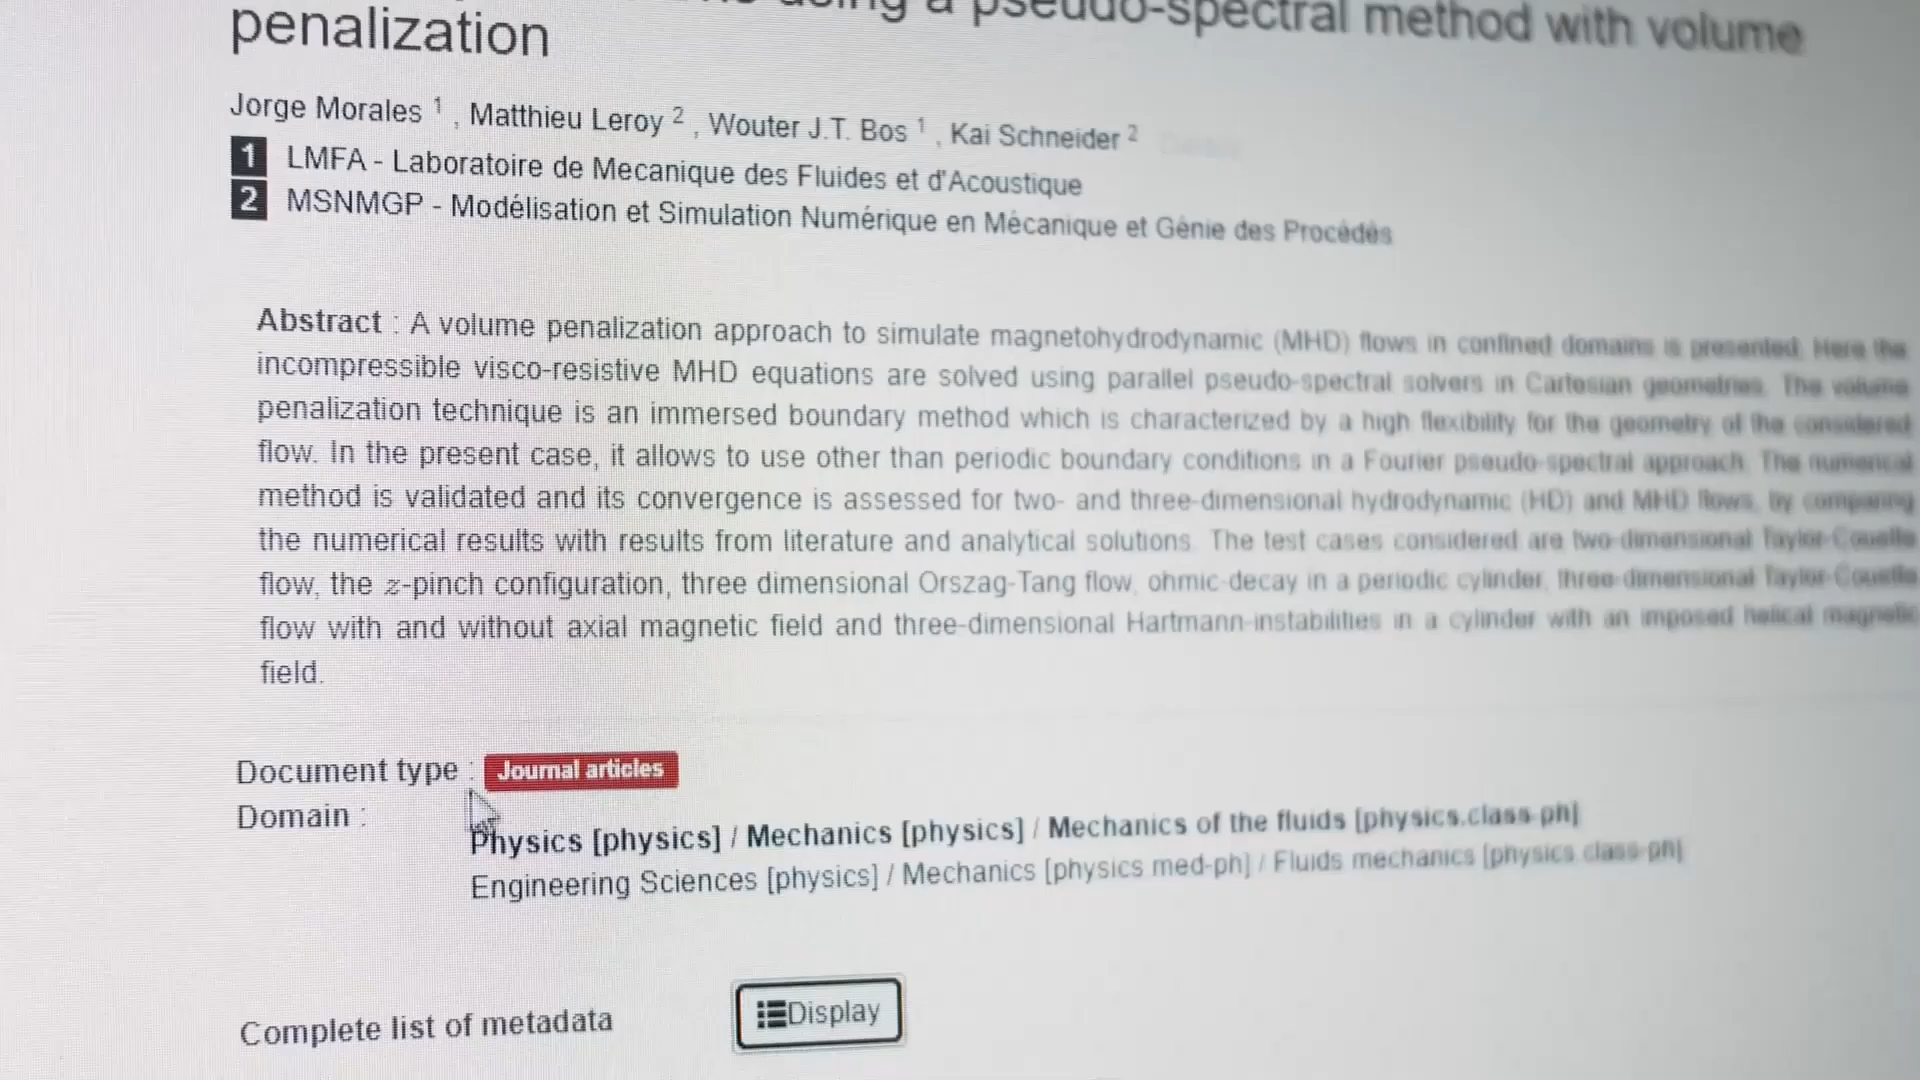 using a pseudo-spectral method with volume
penalization
Jorge Morales 1 , Matthieu Leroy 2 , Wouter J.T. Bos 1 , Kai Schneider 2
1 LMFA - Laboratoire de Mecanique des Fluides et d'Acoustique
2 MSNMGP - Modélisation et Simulation Numérique en Mécanique et Génie des Procédés
Abstract : A volume penalization approach to simulate magnetohydrodynamic (MHD) flows in confined domains is presented. Here the
incompressible visco-resistive MHD equations are solved using parallel pseudo-spectral solvers in Cartesian geometries. The volume
penalization technique is an immersed boundary method which is characterized by a high flexibility for the geometry of the considered
flow. In the present case, it allows to use other than periodic boundary conditions in a Fourier pseudo-spectral approach. The numerical
method is validated and its convergence is assessed for two- and three-dimensional hydrodynamic (HD) and MHD flows, by comparing
the numerical results with results from literature and analytical solutions. The test cases considered are two-dimensional Taylor-Couette
flow, the z-pinch configuration, three dimensional Orszag-Tang flow, ohmic decay in a periodic cylinder, three-dimensional Taylor-Couette
flow with and without axial magnetic field and three-dimensional Hartmann-instabilities in a cylinder with an imposed helical magnetic
field.
Document type : Journal articles
Domain :
Physics [physics] / Mechanics [physics] / Mechanics of the fluids [physics.class-ph]
Engineering Sciences [physics] / Mechanics [physics.med-ph] / Fluids mechanics [physics.class-ph]
Complete list of metadata
Display